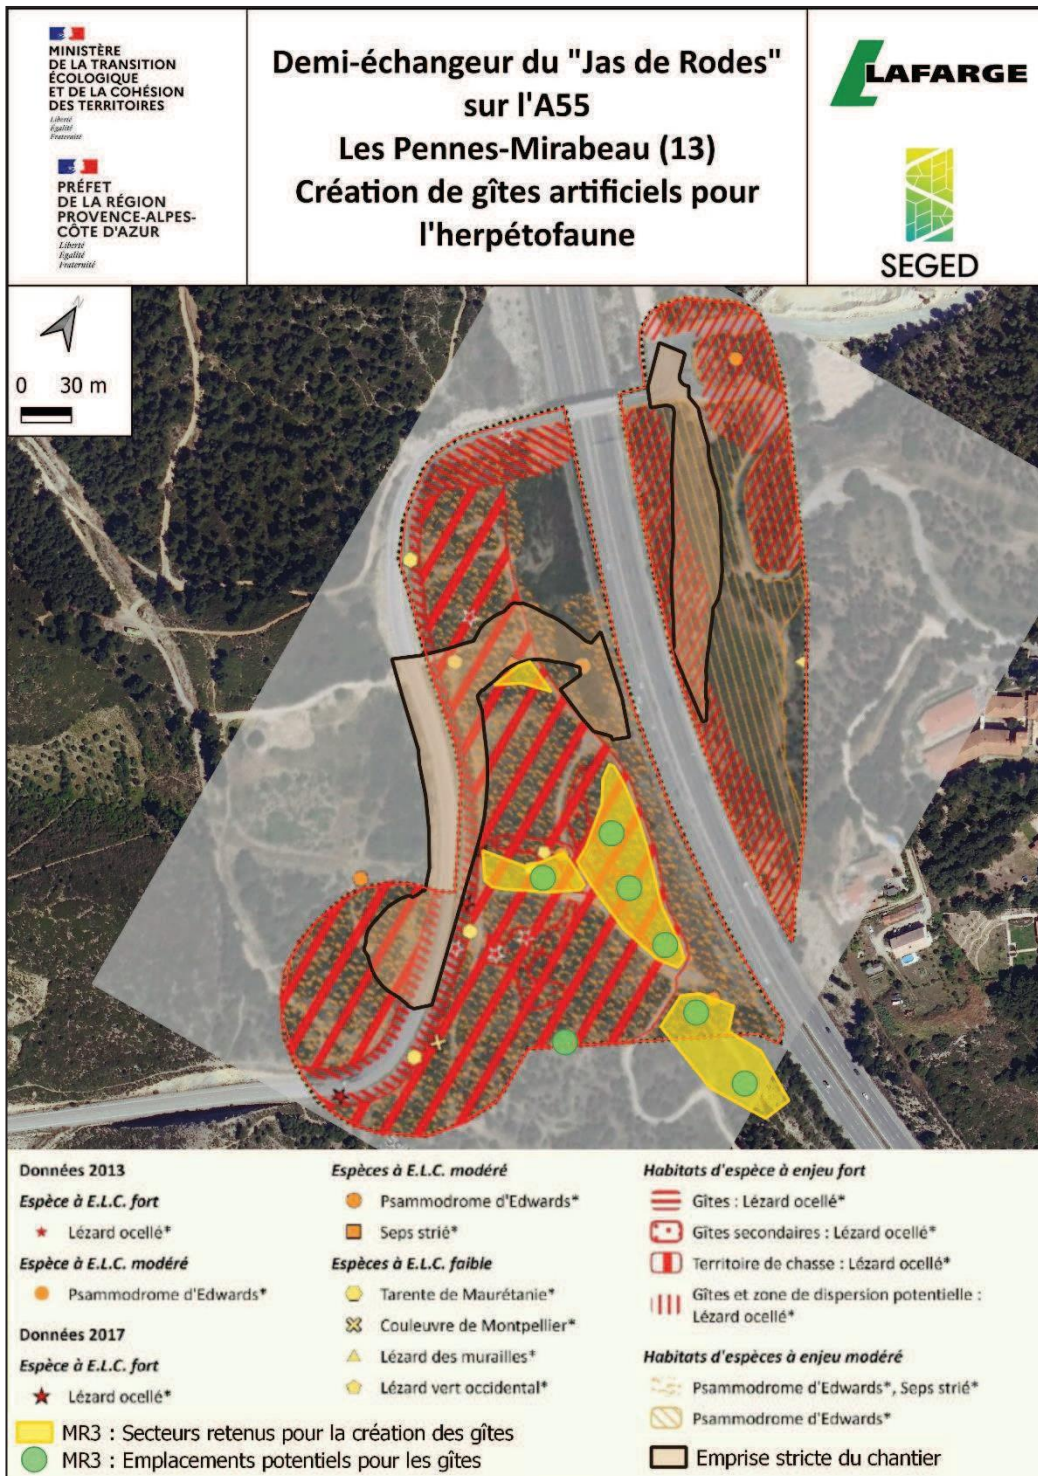 MINISTÈRE
DE LA TRANSITION
ÉCOLOGIQUE
ET DE LA COHÉSION
DES TERRITOIRES
Liberté
Égalité
Fraternité
PRÉFET
DE LA RÉGION
PROVENCE-ALPES-
CÔTE D'AZUR
Liberté
Égalité
Fraternité
Demi-échangeur du "Jas de Rodes"
sur l'A55
Les Pennes-Mirabeau (13)
Création de gîtes artificiels pour
l'herpétofaune
LAFARGE
SEGED
N
0 30 m
Données 2013
Espèce à E.L.C. fort
Lézard ocellé*
Espèce à E.L.C. modéré
Psammodrome d'Edwards*
Données 2017
Espèce à E.L.C. fort
Lézard ocellé*
Espèces à E.L.C. modéré
Psammodrome d'Edwards*
Seps strié*
Espèces à E.L.C. faible
Tarente de Maurétanie*
Couleuvre de Montpellier*
Lézard des murailles*
Lézard vert occidental*
Habitats d'espèce à enjeu fort
Gîtes : Lézard ocellé*
Gîtes secondaires : Lézard ocellé*
Territoire de chasse : Lézard ocellé*
Gîtes et zone de dispersion potentielle :
Lézard ocellé*
Habitats d'espèces à enjeu modéré
Psammodrome d'Edwards*, Seps strié*
Psammodrome d'Edwards*
MR3 : Secteurs retenus pour la création des gîtes
MR3 : Emplacements potentiels pour les gîtes
Emprise stricte du chantier